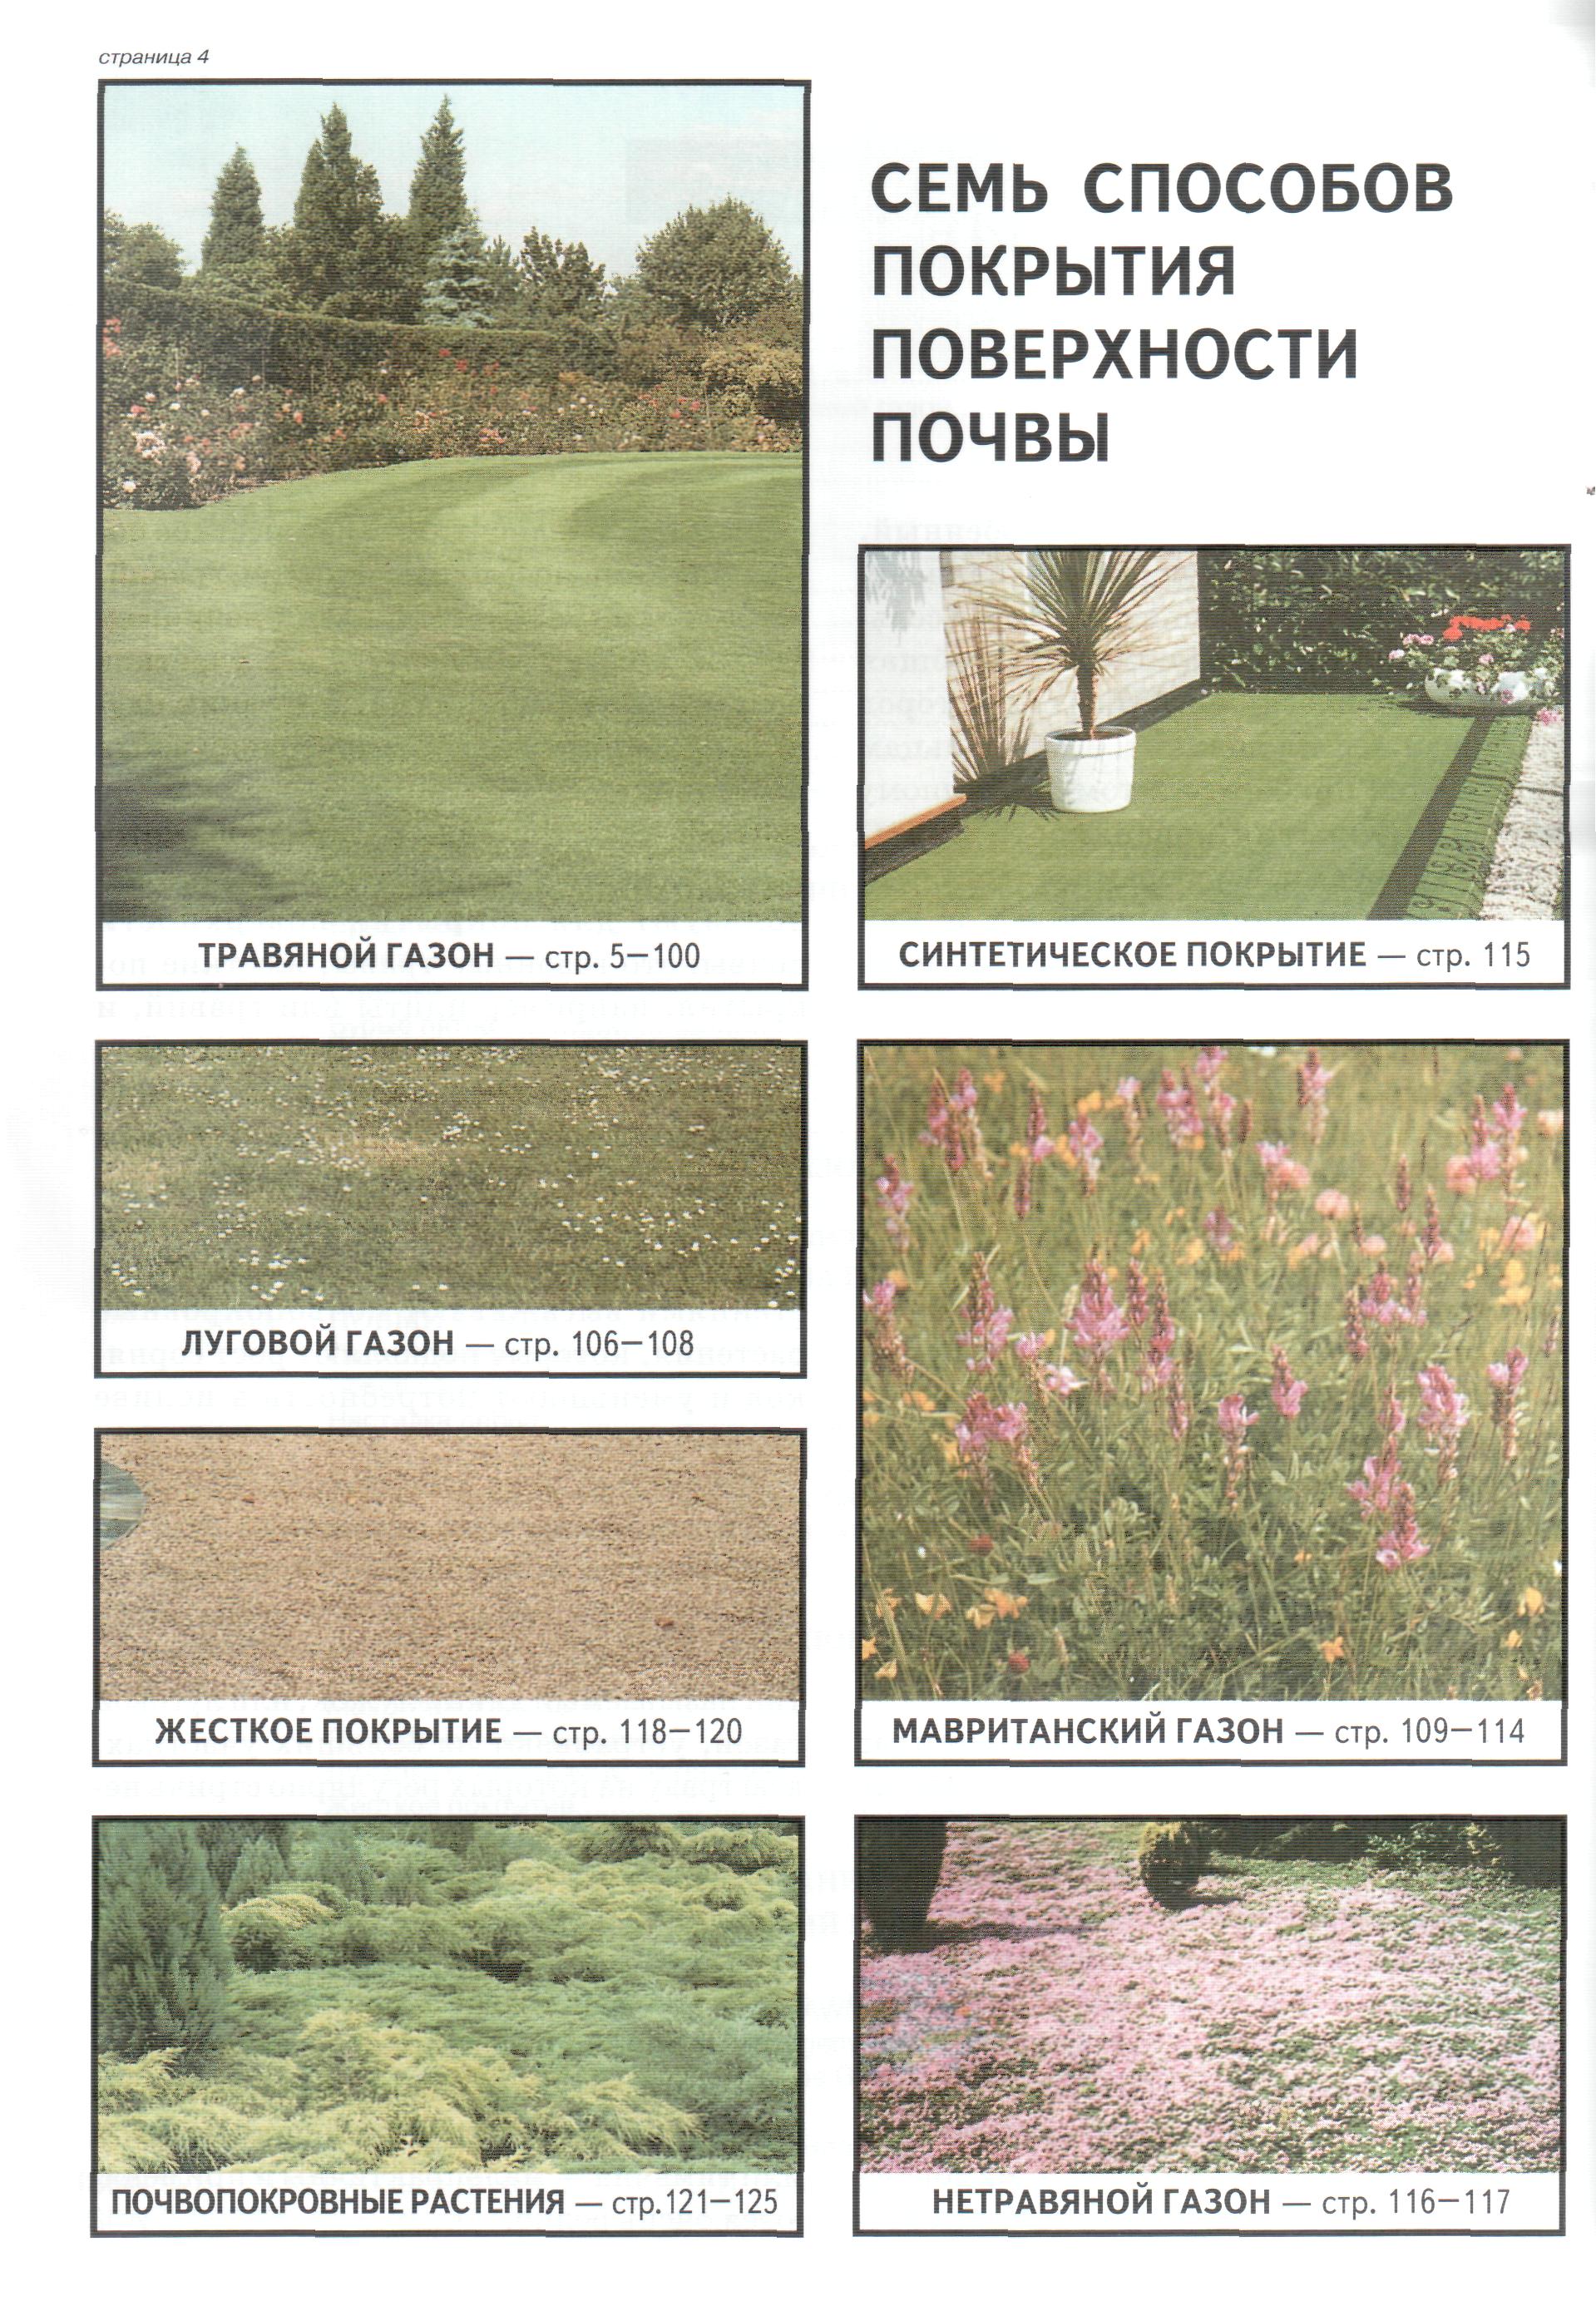 страница 4
СЕМЬ СПОСОБОВ
ПОКРЫТИЯ
ПОВЕРХНОСТИ
ПОЧВЫ
ТРАВЯНОЙ ГАЗОН — стр. 5—100
СИНТЕТИЧЕСКОЕ ПОКРЫТИЕ — стр. 115
ЛУГОВОЙ ГАЗОН — стр. 106—108
ЖЕСТКОЕ ПОКРЫТИЕ — стр. 118—120
МАВРИТАНСКИЙ ГАЗОН — стр. 109—114
ПОЧВОПОКРОВНЫЕ РАСТЕНИЯ — стр.121—125
НЕТРАВЯНОЙ ГАЗОН — стр. 116—117